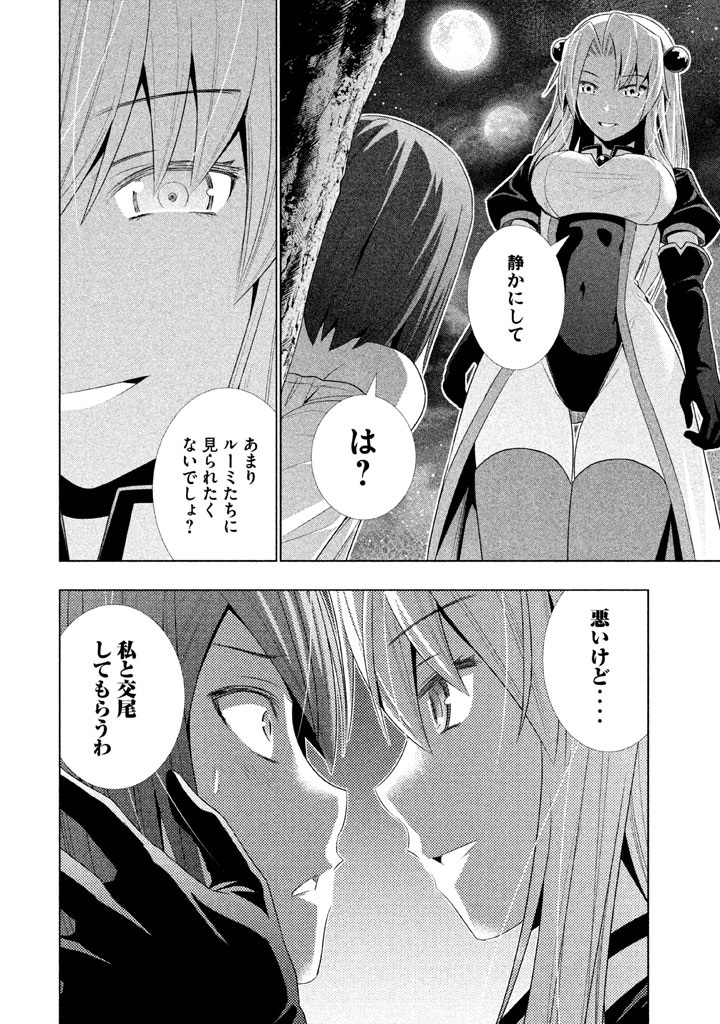 静かにして
は？
あまり
ルーミたちに
見られたく
ないでしょ？
悪いけど‥‥
私と交尾
してもらうわ